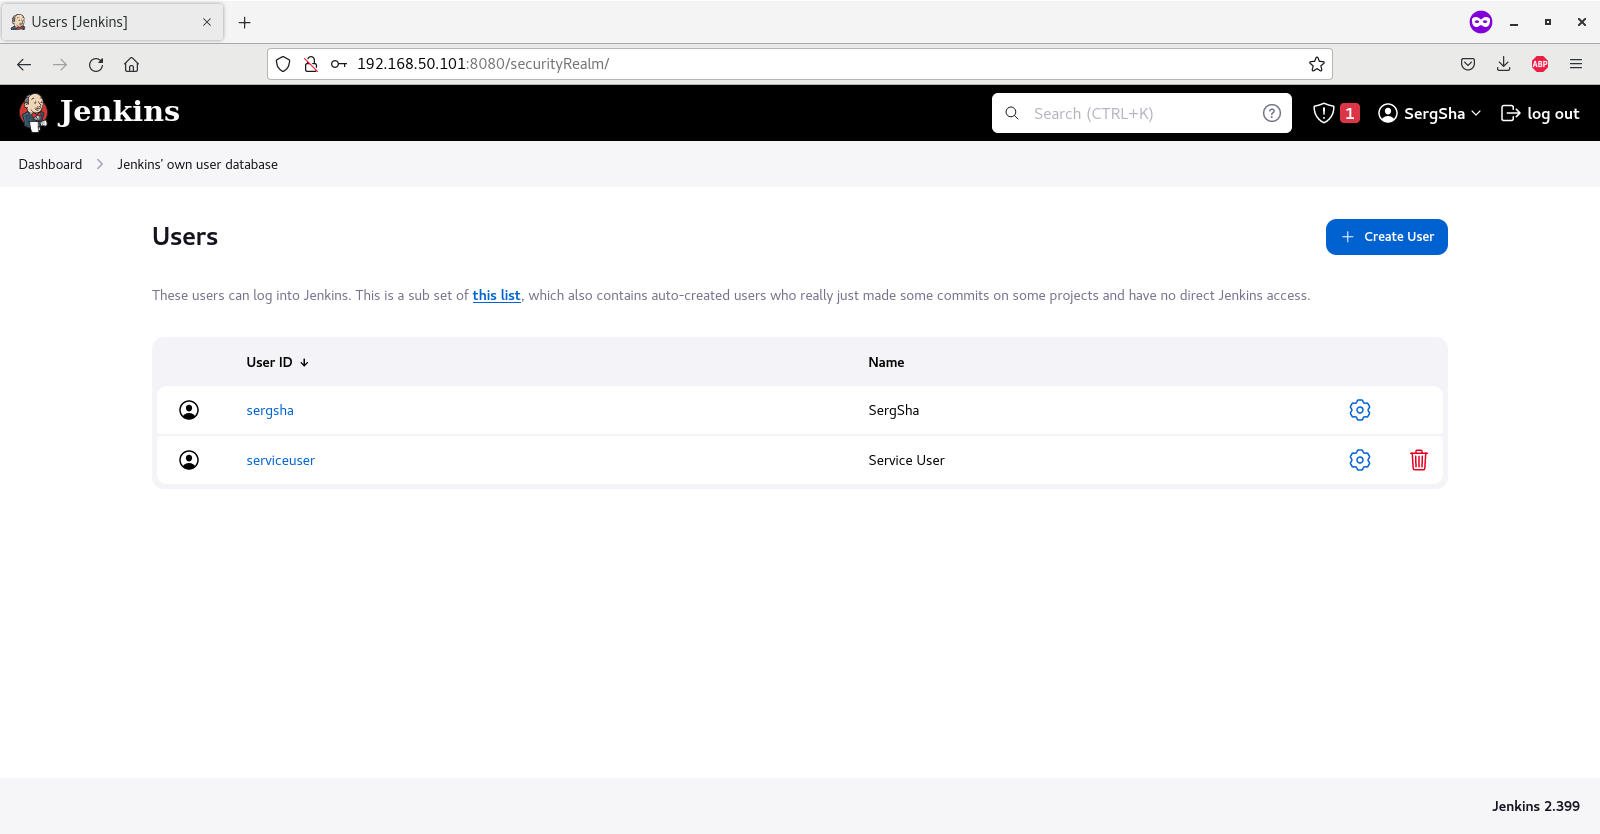 Users [Jenkins]
192.168.50.101:8080/securityRealm/
ABP
Jenkins
Search (CTRL+K)
1
SergSha
log out
Dashboard
Jenkins’ own user database
Users
Create User
These users can log into Jenkins. This is a sub set of this list, which also contains auto-created users who really just made some commits on some projects and have no direct Jenkins access.
User ID ↓
Name
sergsha
SergSha
serviceuser
Service User
Jenkins 2.399